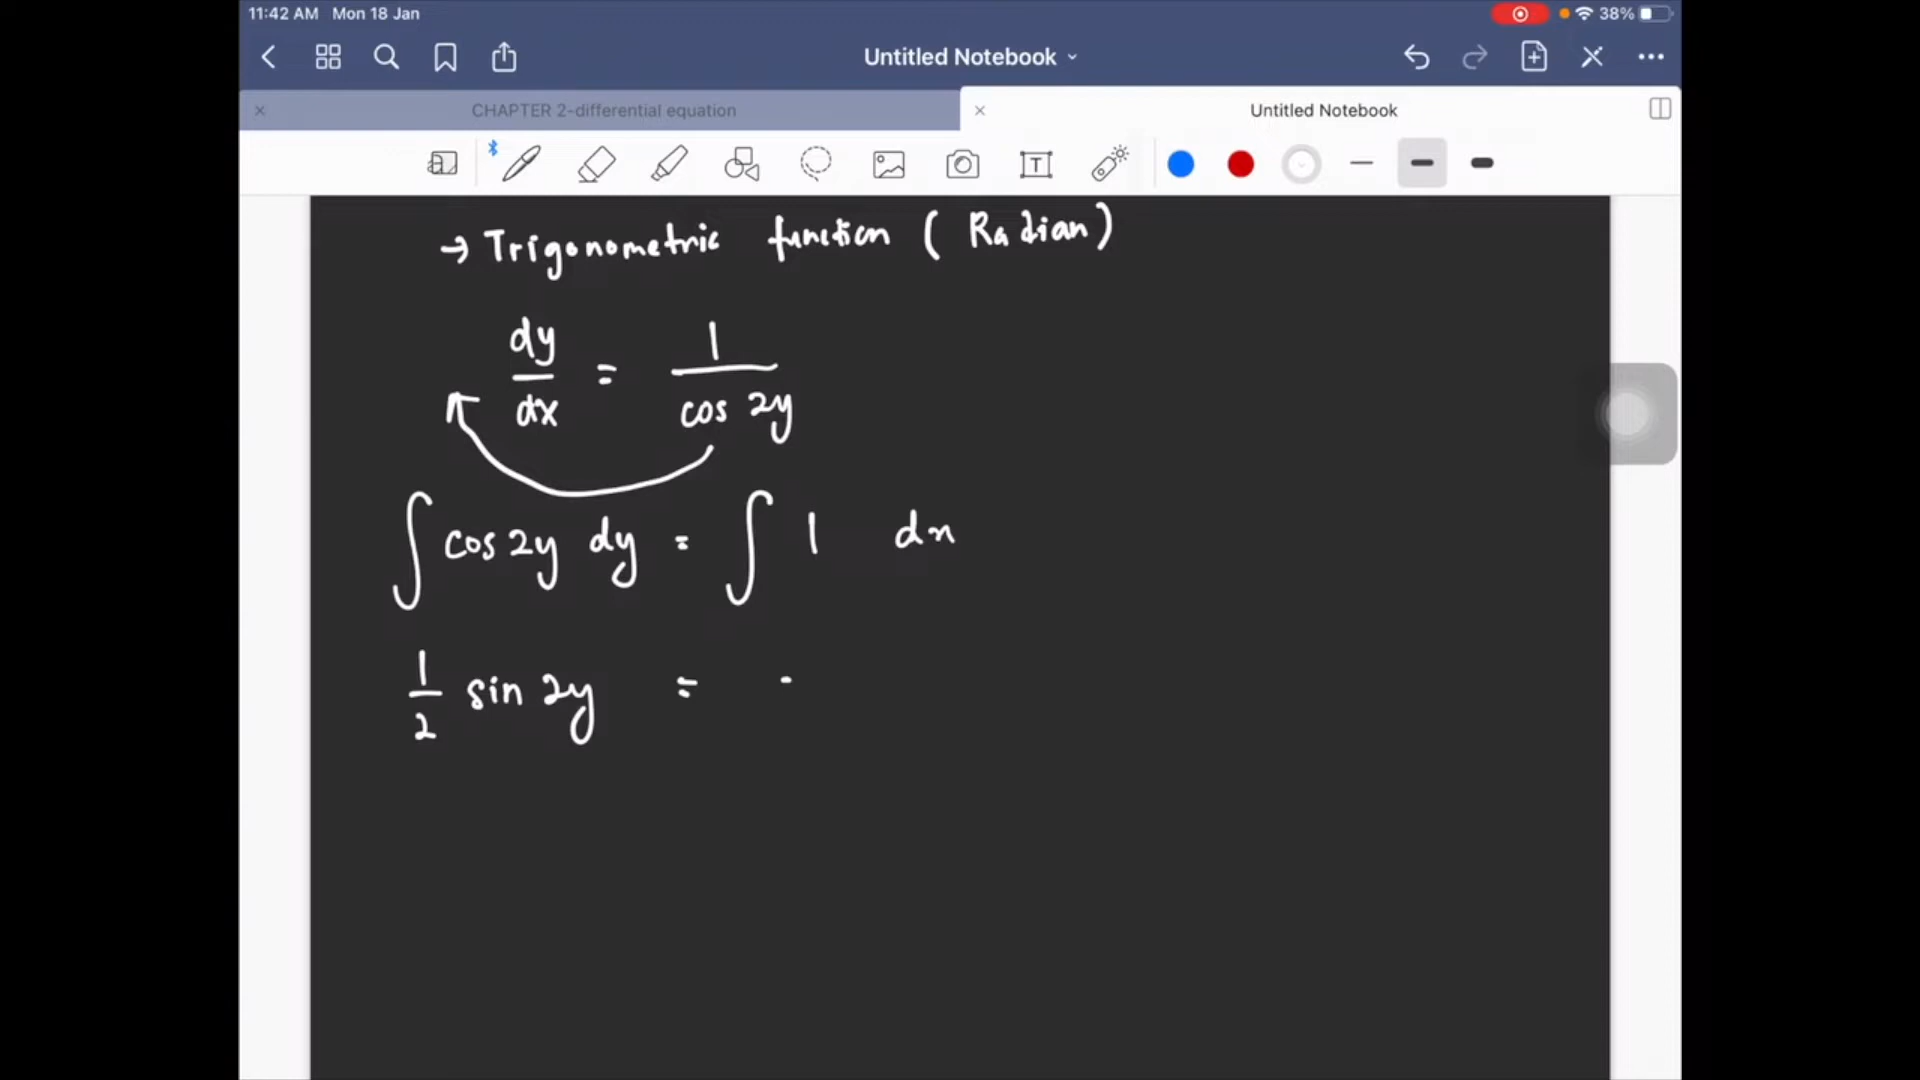 11:42 AM Mon 18 Jan 38%
Untitled Notebook
CHAPTER 2-differential equation
Untitled Notebook
→ Trigonometric function ( Radian )
dy/dx = 1/cos 2y
∫ cos 2y dy = ∫ 1 dx
1/2 sin 2y =